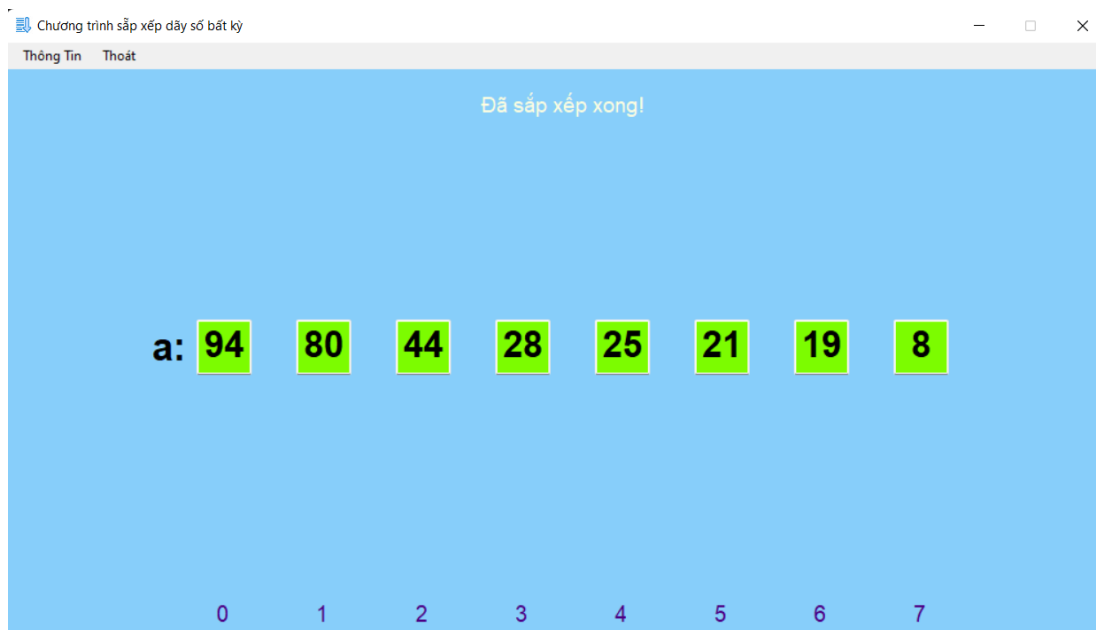 Chương trình sẵp xếp dãy số bất kỳ
Thông Tin Thoát
Đã sắp xếp xong!
a: 94 80 44 28 25 21 19 8
0 1 2 3 4 5 6 7